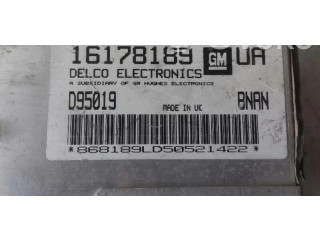 16178189 GM UA
DELCO ELECTRONICS
A SUBSIDIARY OF GM HUGHES ELECTRONICS
D95019 MADE IN UK BNAN
*868189LD50521422*